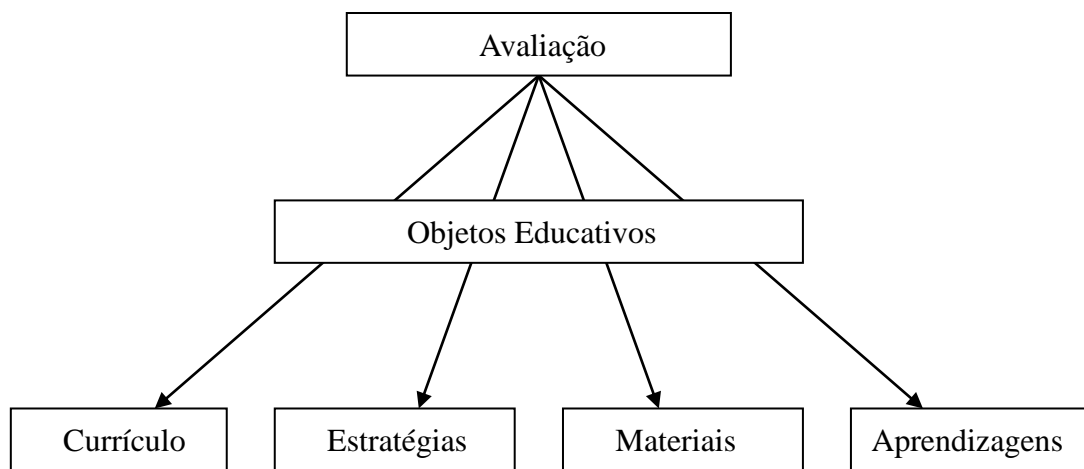 Avaliação
Objetos Educativos
Currículo
Estratégias
Materiais
Aprendizagens